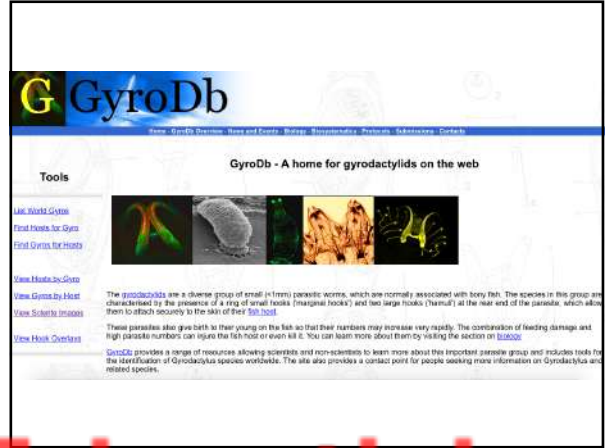 G GyroDb
Home - GyroDb Overview - News and Events - Biology - Biosystematics - Protocols - Submissions - Contacts
GyroDb - A home for gyrodactylids on the web
Tools
List World Gyros
Find Hosts for Gyro
Find Gyros for Hosts
View Hosts by Gyro
View Gyros by Host
View Sclerite Images
View Hook Overlays
The gyrodactylids are a diverse group of small (<1mm) parasitic worms, which are normally associated with bony fish. The species in this group are
characterised by the presence of a ring of small hooks ('marginal hooks') and two large hooks ('hamuli') at the rear end of the parasite, which allow
them to attach securely to the skin of their fish host.
These parasites also give birth to their young on the fish so that their numbers may increase very rapidly. The combination of feeding damage and
high parasite numbers can injure the fish host or even kill it. You can learn more about them by visiting the section on biology
GyroDb provides a range of resources allowing scientists and non-scientists to learn more about this important parasite group and includes tools for
the identification of Gyrodactylus species worldwide. The site also provides a contact point for people seeking more information on Gyrodactylus and
related species.